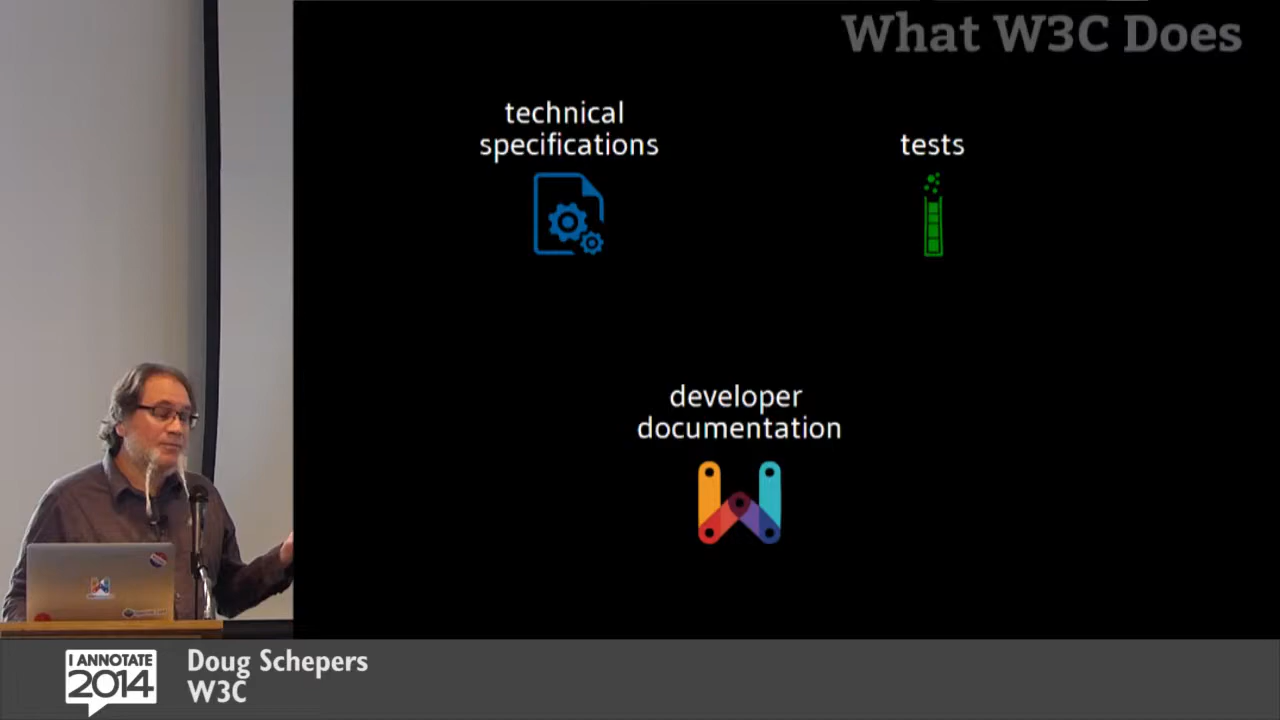 What W3C Does
technical
specifications
tests
developer
documentation
I ANNOTATE
2014
Doug Schepers
W3C